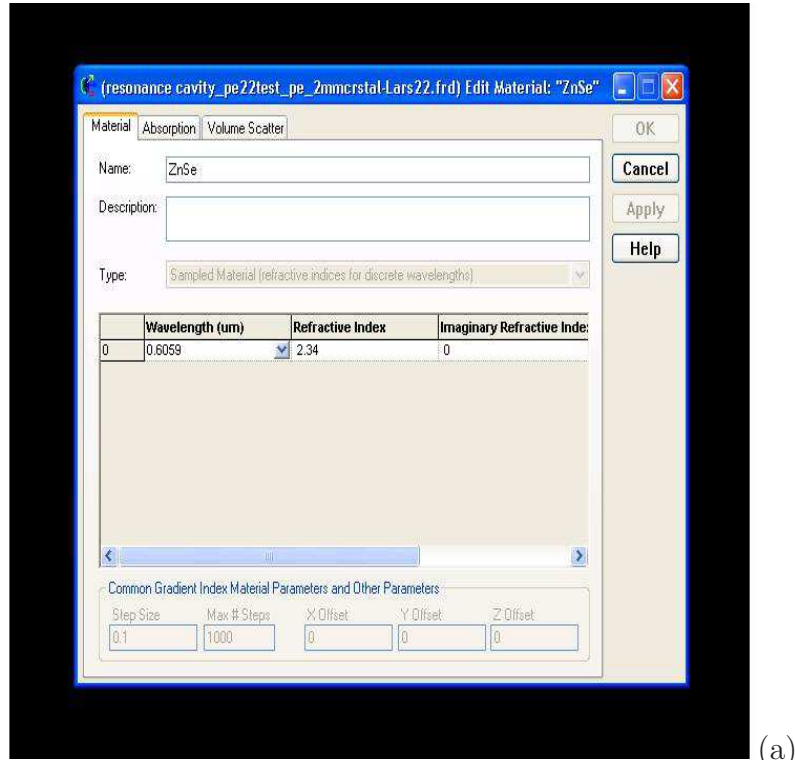 (resonance cavity_pe22test_pe_2mmcrstal-Lars22.frd) Edit Material: "ZnSe"
Material Absorption Volume Scatter
OK
Name: ZnSe
Cancel
Description:
Apply
Help
Type: Sampled Material (refractive indices for discrete wavelengths)
Wavelength (um) Refractive Index Imaginary Refractive Inde:
0 0.6059 2.34 0
Common Gradient Index Material Parameters and Other Parameters
Step Size Max # Steps X Offset Y Offset Z Offset
0.1 1000 0 0 0
(a)